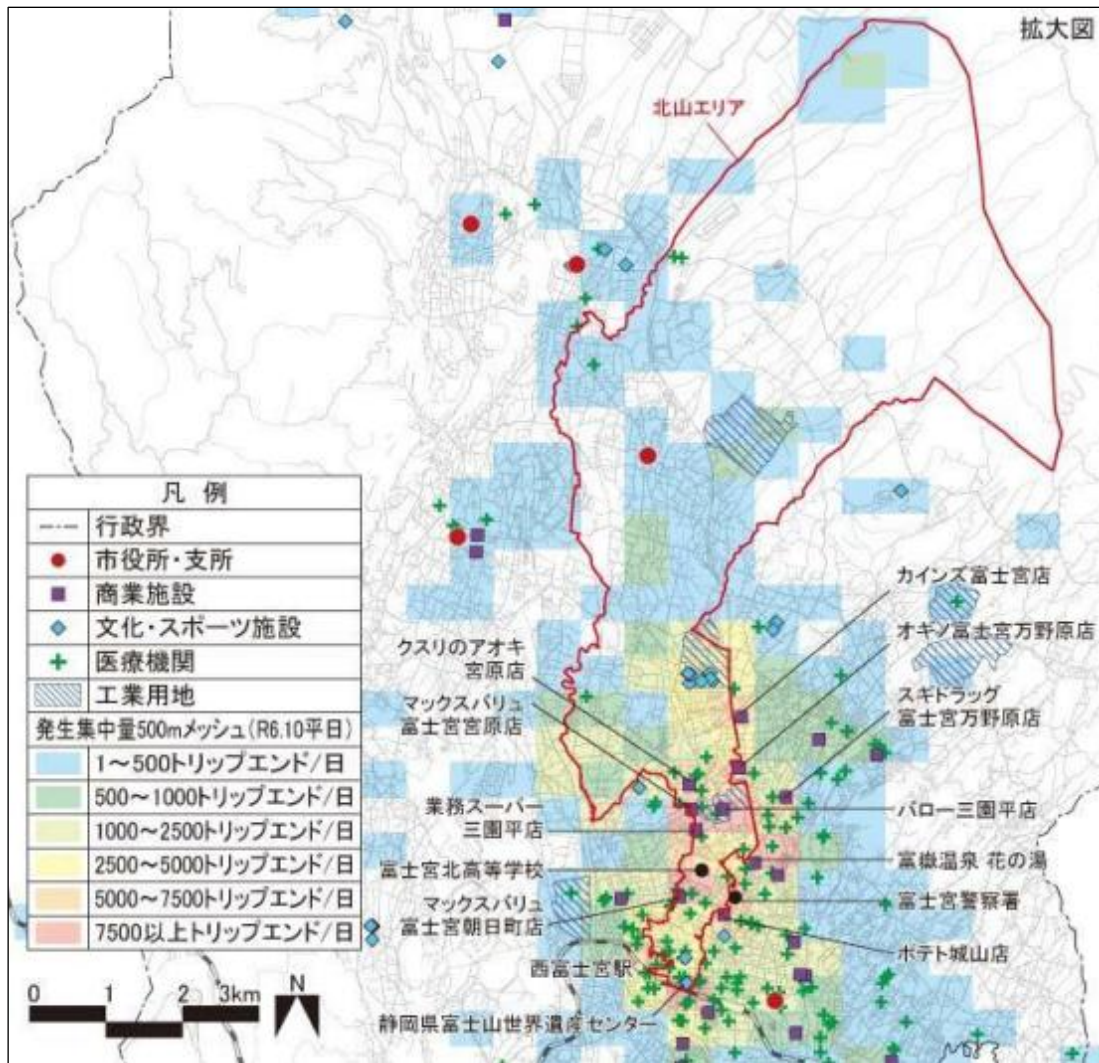 拡大図
北山エリア
凡 例
行政界
市役所・支所
商業施設
文化・スポーツ施設
医療機関
工業用地
発生集中量500mメッシュ(R6.10平日)
1～500トリップエンド/日
500～1000トリップエンド/日
1000～2500トリップエンド/日
2500～5000トリップエンド/日
5000～7500トリップエンド/日
7500以上トリップエンド/日
クスリのアオキ
宮原店
マックスバリュ
富士宮宮原店
業務スーパー
三園平店
富士宮北高等学校
マックスバリュ
富士宮朝日町店
西富士宮駅
静岡県富士山世界遺産センター
カインズ富士宮店
オギノ富士宮万野原店
スギドラッグ
富士宮万野原店
バロー三園平店
富嶽温泉 花の湯
富士宮警察署
ポテト城山店
0 1 2 3km
N